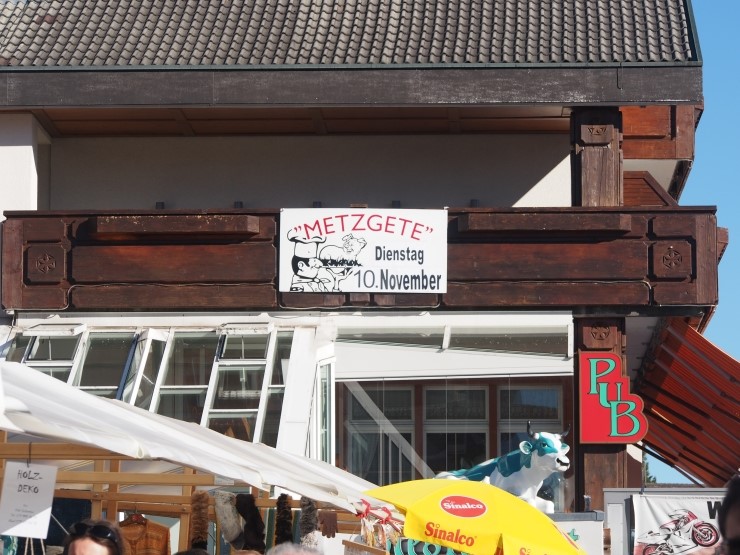 "METZGETE"
Dienstag
10. November
PUB
HOLZ-
DEKO
Sinalco
Sinalco
W